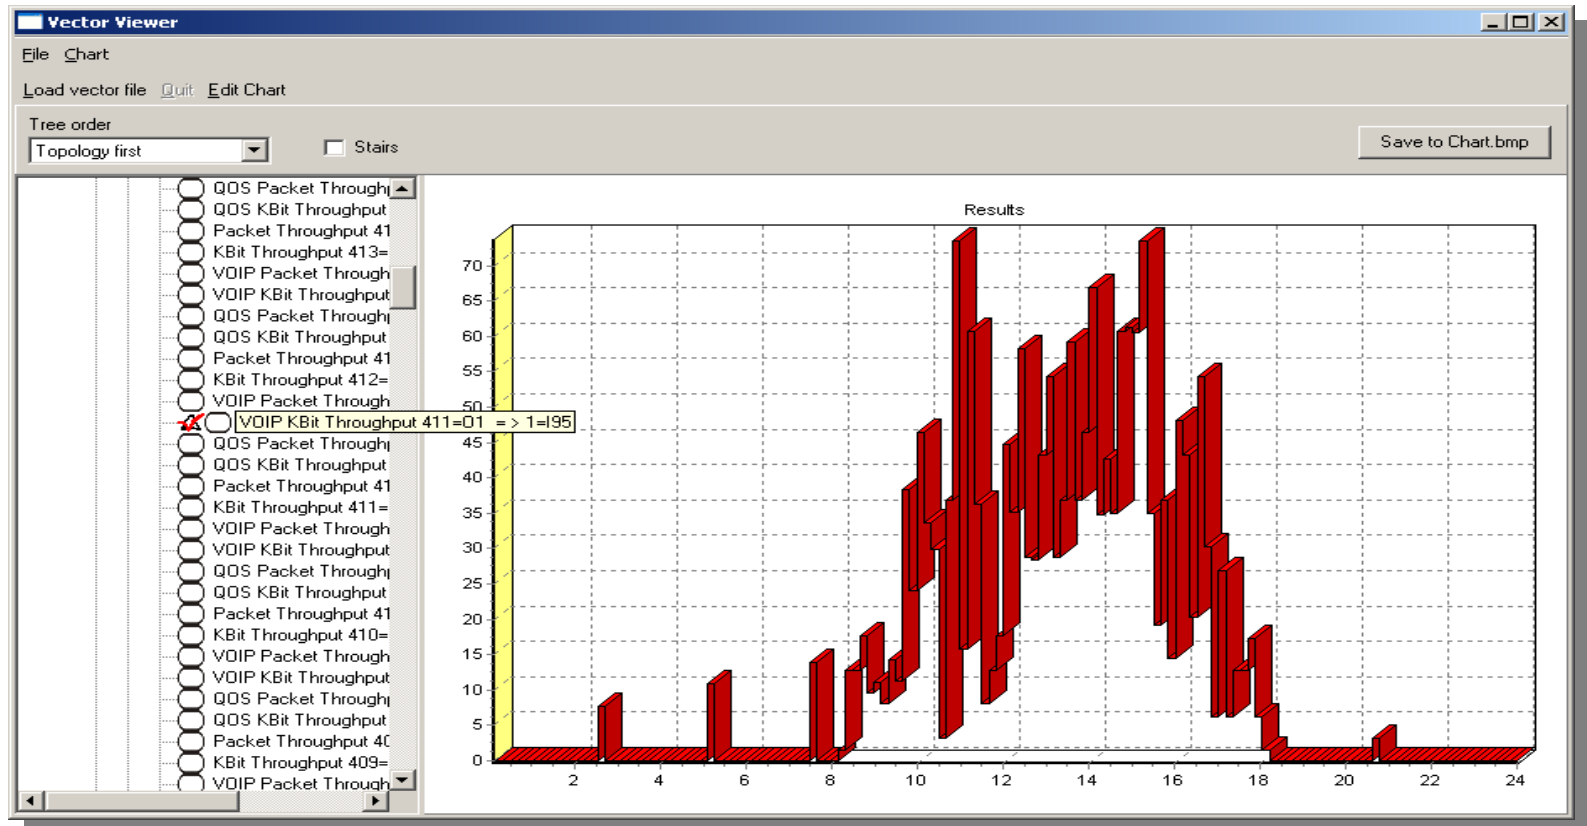 Vector Viewer
File Chart
Load vector file Quit Edit Chart
Tree order
Topology first
Stairs
Save to Chart.bmp
QOS Packet Through
QOS KBit Throughput
Packet Throughput 41
KBit Throughput 413=
VOIP Packet Through
VOIP KBit Throughput
QOS Packet Through
QOS KBit Throughput
Packet Throughput 41
KBit Throughput 412=
VOIP Packet Through
VOIP KBit Throughput 411=O1 => 1=I95
QOS Packet Through
QOS KBit Throughput
Packet Throughput 41
KBit Throughput 411=
VOIP Packet Through
VOIP KBit Throughput
QOS Packet Through
QOS KBit Throughput
Packet Throughput 41
KBit Throughput 410=
VOIP Packet Through
VOIP KBit Throughput
QOS Packet Through
QOS KBit Throughput
Packet Throughput 40
KBit Throughput 409=
VOIP Packet Through
Results
70
65
60
55
50
45
40
35
30
25
20
15
10
5
0
2 4 6 8 10 12 14 16 18 20 22 24